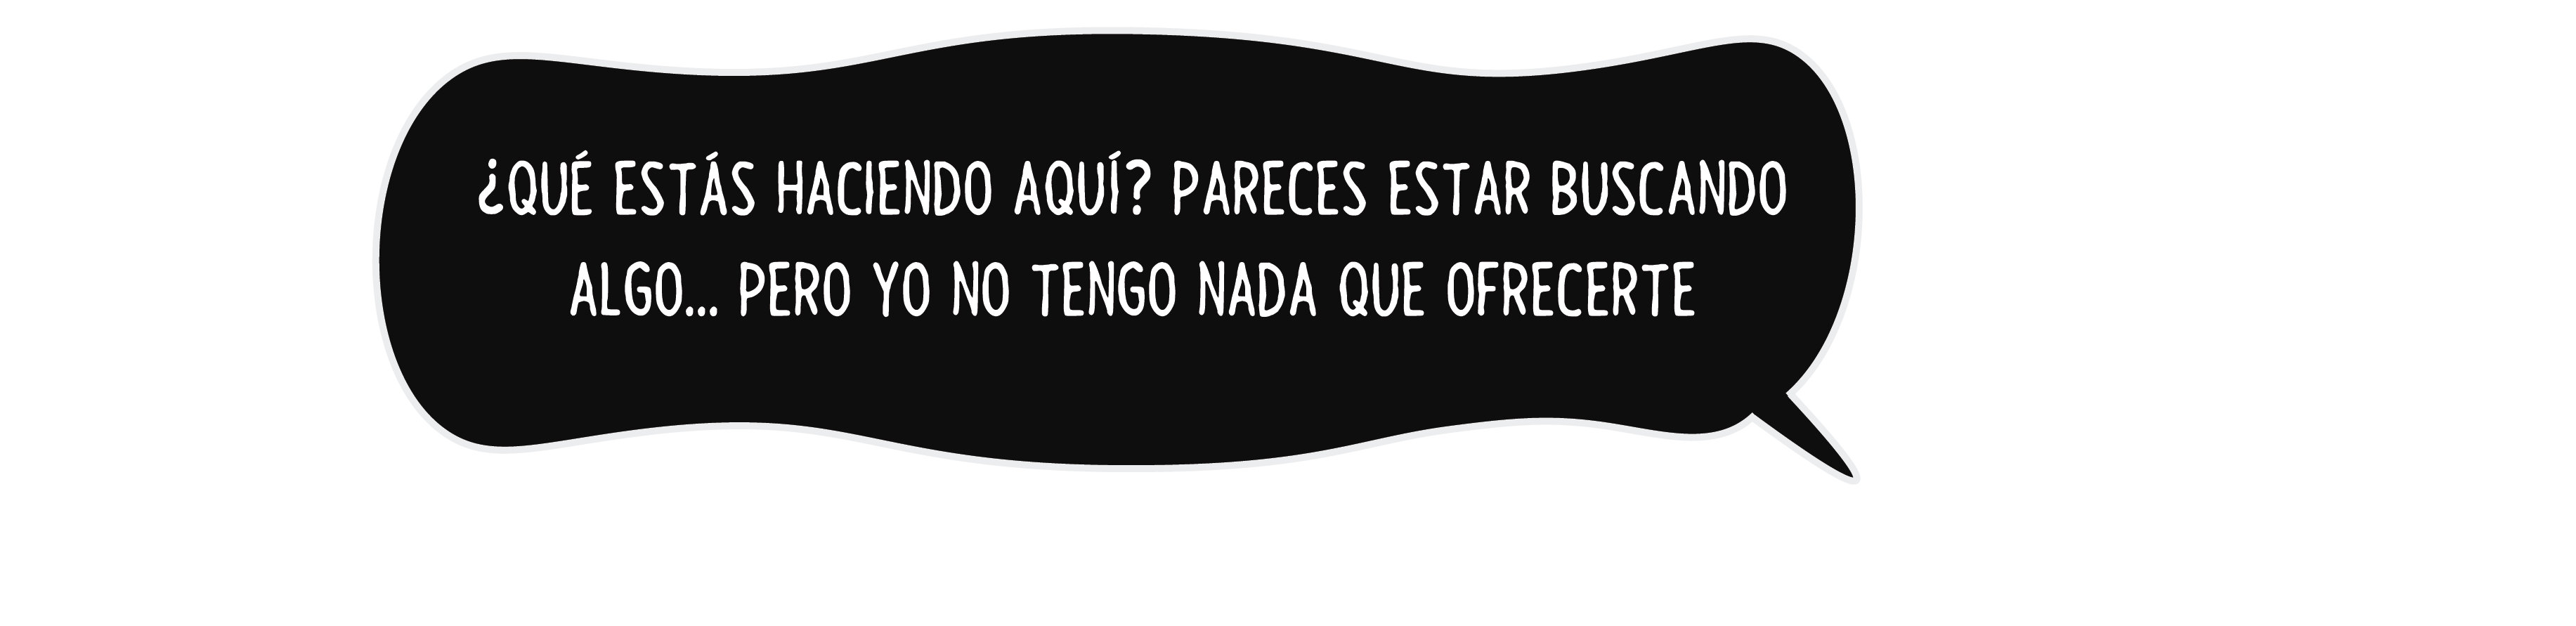 ¿QUÉ ESTÁS HACIENDO AQUÍ? PARECES ESTAR BUSCANDO
ALGO... PERO YO NO TENGO NADA QUE OFRECERTE